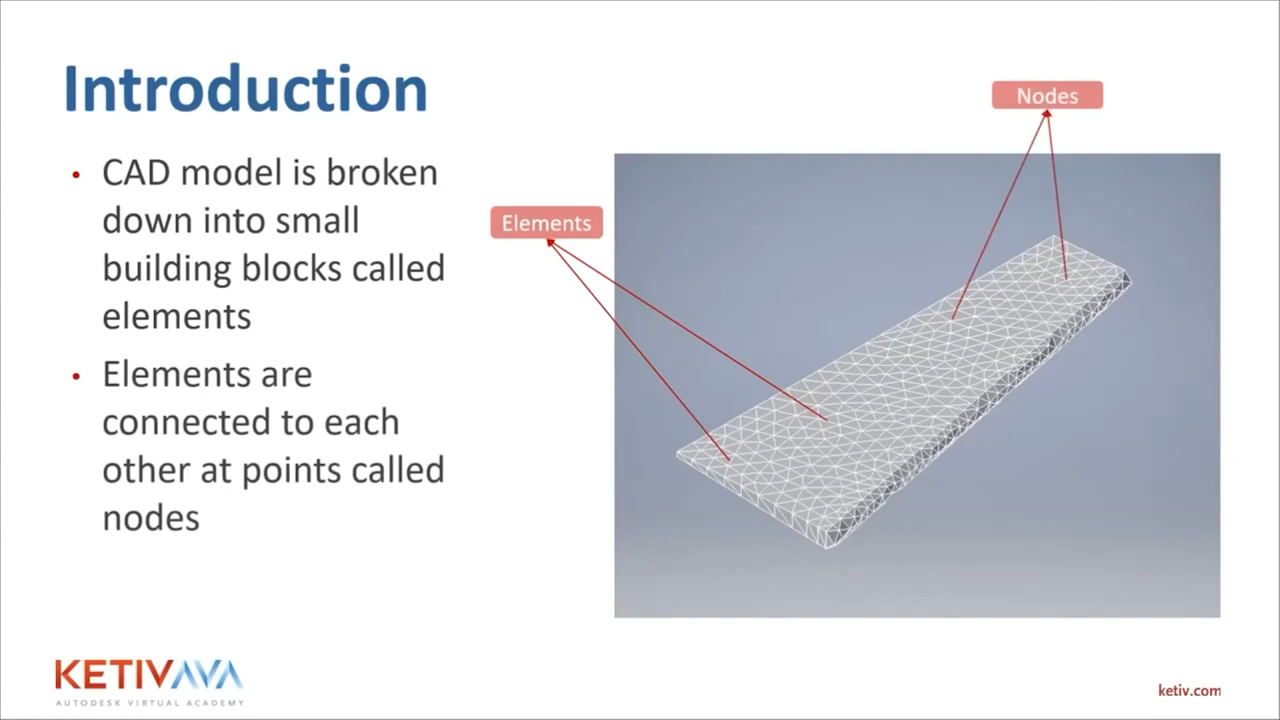 Introduction
• CAD model is broken
down into small
building blocks called
elements
• Elements are
connected to each
other at points called
nodes
Elements
Nodes
KETIVAVA
AUTODESK VIRTUAL ACADEMY
ketiv.com